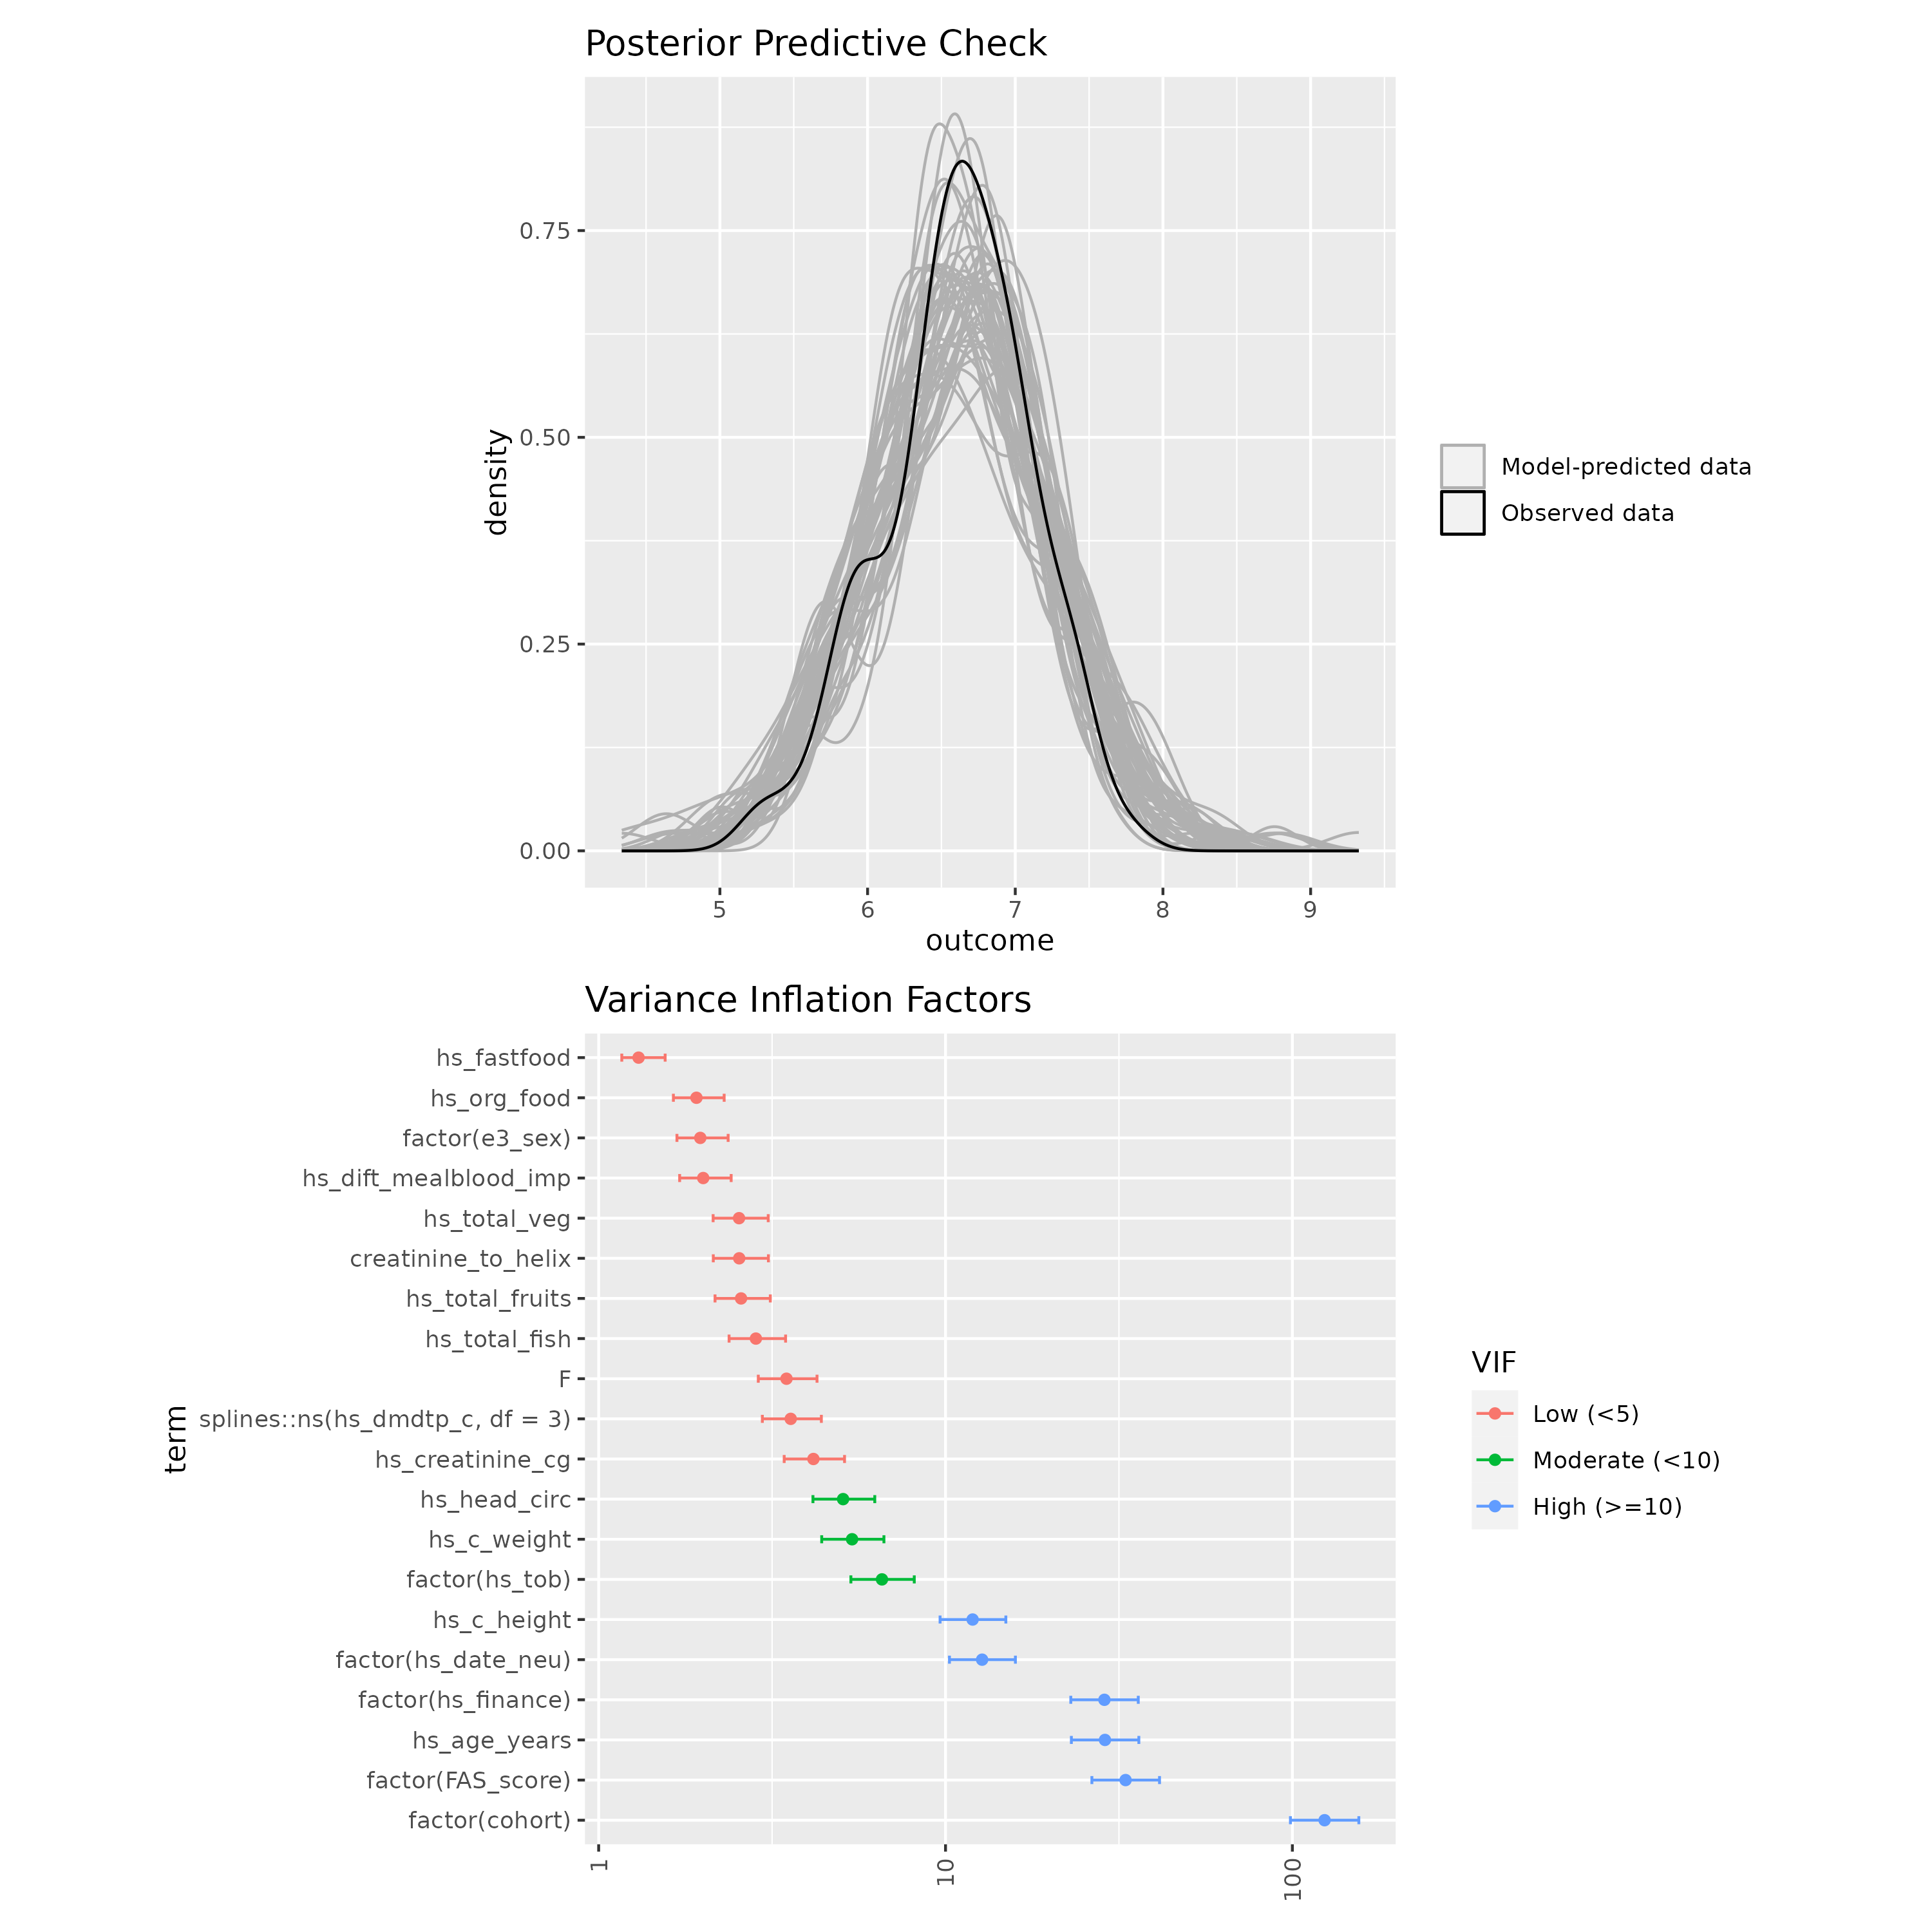 Posterior Predictive Check
density
0.75
0.50
0.25
0.00
5 6 7 8 9
outcome
Model-predicted data
Observed data
Variance Inflation Factors
term
hs_fastfood
hs_org_food
factor(e3_sex)
hs_dift_mealblood_imp
hs_total_veg
creatinine_to_helix
hs_total_fruits
hs_total_fish
F
splines::ns(hs_dmdtp_c, df = 3)
hs_creatinine_cg
hs_head_circ
hs_c_weight
factor(hs_tob)
hs_c_height
factor(hs_date_neu)
factor(hs_finance)
hs_age_years
factor(FAS_score)
factor(cohort)
1 10 100
VIF
Low (<5)
Moderate (<10)
High (>=10)